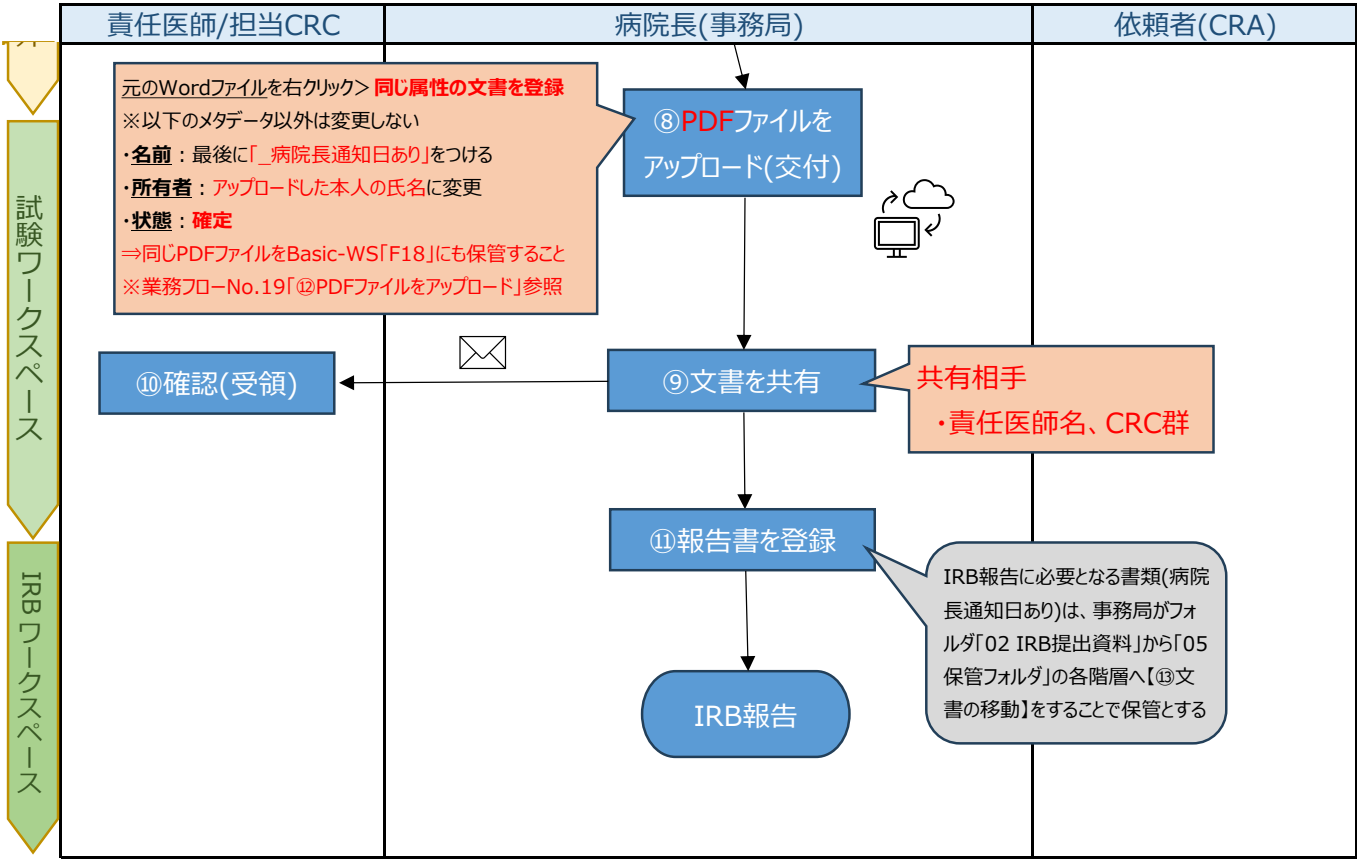 責任医師/担当CRC
病院長(事務局)
依頼者(CRA)
元のWordファイルを右クリック> 同じ属性の文書を登録
※以下のメタデータ以外は変更しない
・名前：最後に「_病院長通知日あり」をつける
・所有者：アップロードした本人の氏名に変更
・状態：確定
⇒同じPDFファイルをBasic-WS「F18」にも保管すること
※業務フローNo.19「⑫PDFファイルをアップロード」参照
⑧PDFファイルを
アップロード(交付)
試験ワークスペース
⑩確認(受領)
⑨文書を共有
共有相手
・責任医師名、CRC群
⑪報告書を登録
IRB報告に必要となる書類(病院
長通知日あり)は、事務局がフォ
ルダ「02 IRB提出資料」から「05
保管フォルダ」の各階層へ【⑬文
書の移動】をすることで保管とする
IRBワークスペース
IRB報告